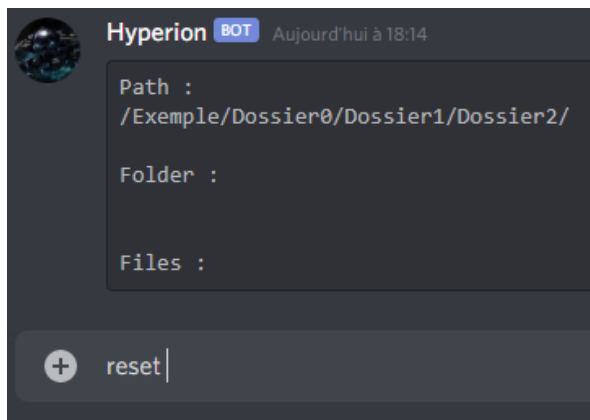 Hyperion BOT Aujourd'hui à 18:14
Path :
/Exemple/Dossier0/Dossier1/Dossier2/
Folder :
Files :
reset